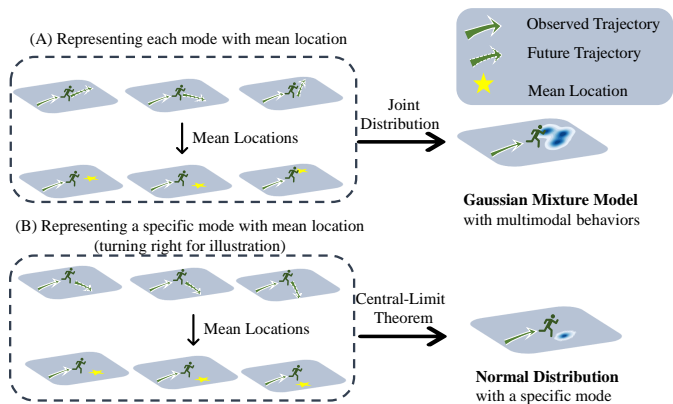 (A) Representing each mode with mean location
Mean Locations
Joint
Distribution
Observed Trajectory
Future Trajectory
Mean Location
Gaussian Mixture Model
with multimodal behaviors
(B) Representing a specific mode with mean location
(turning right for illustration)
Mean Locations
Central-Limit
Theorem
Normal Distribution
with a specific mode